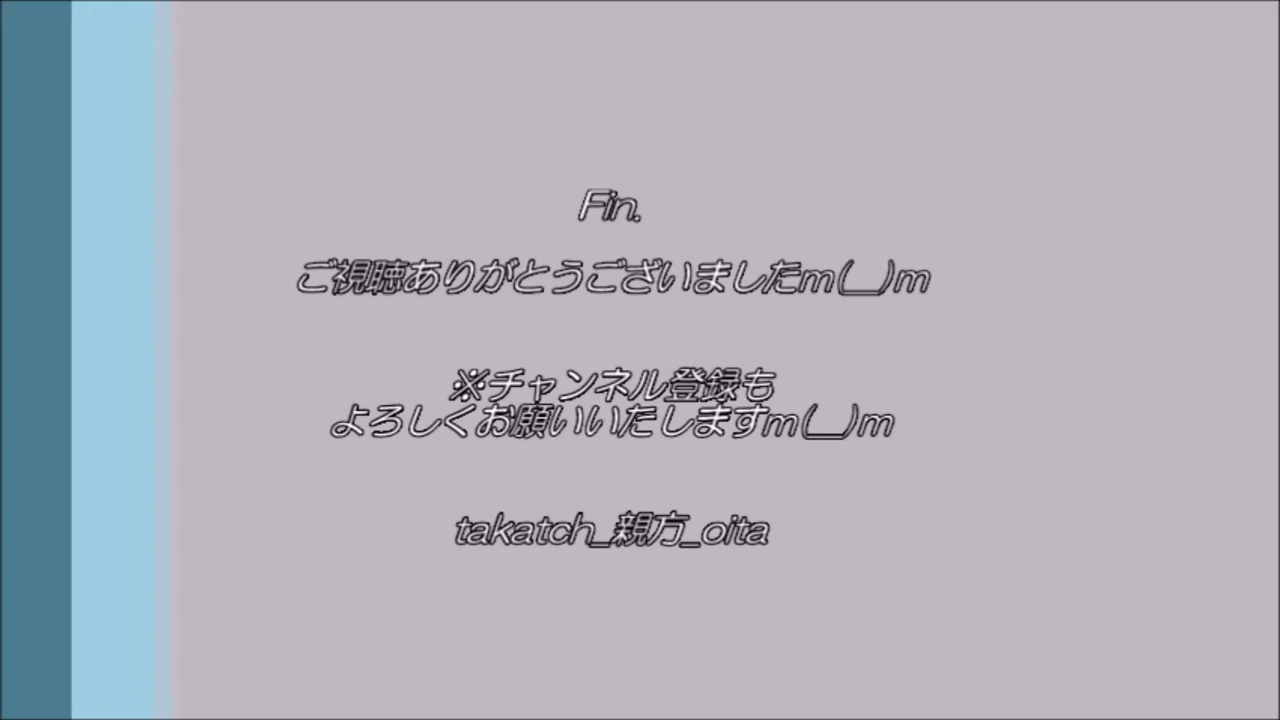 Fin.
ご視聴ありがとうございましたm(__)m
※チャンネル登録も
よろしくお願いいたしますm(__)m
takatch_親方_oita